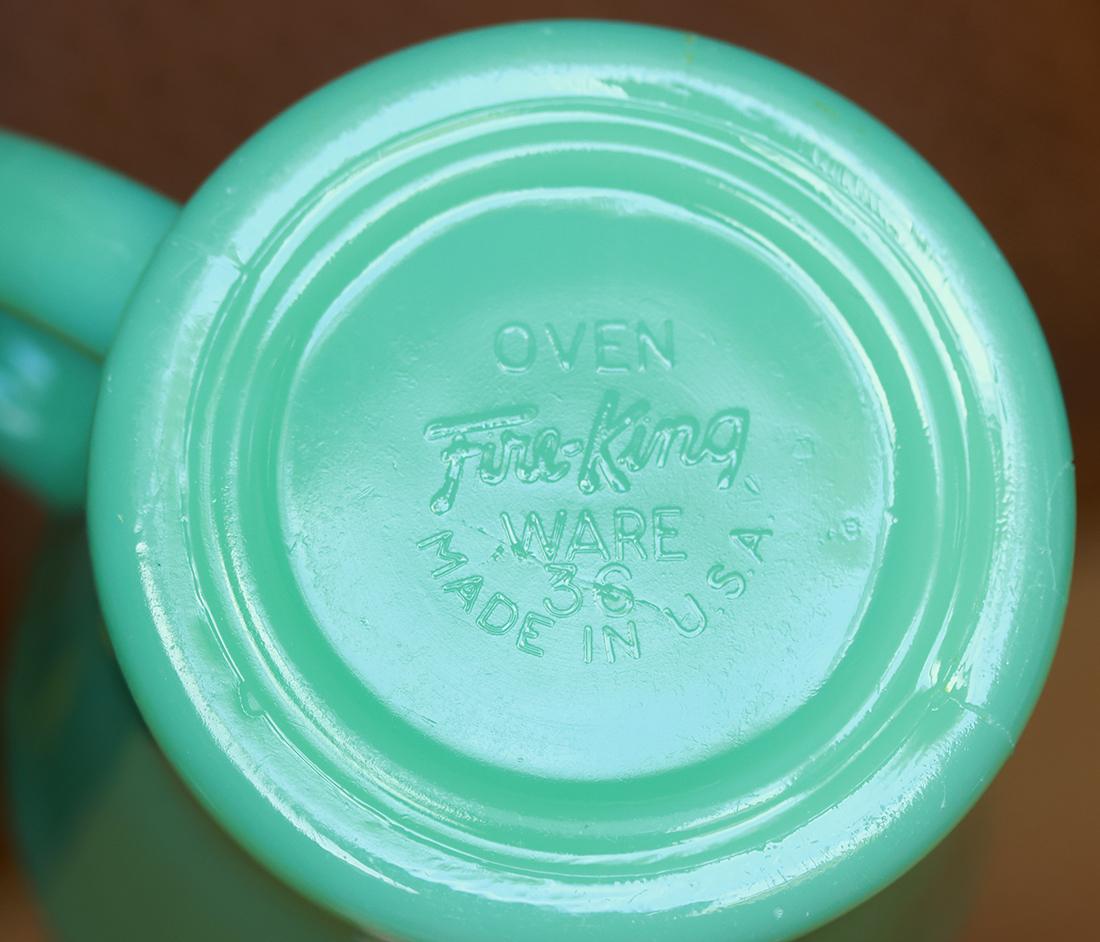 OVEN
Fire-King
WARE
36
MADE IN U.S.A.